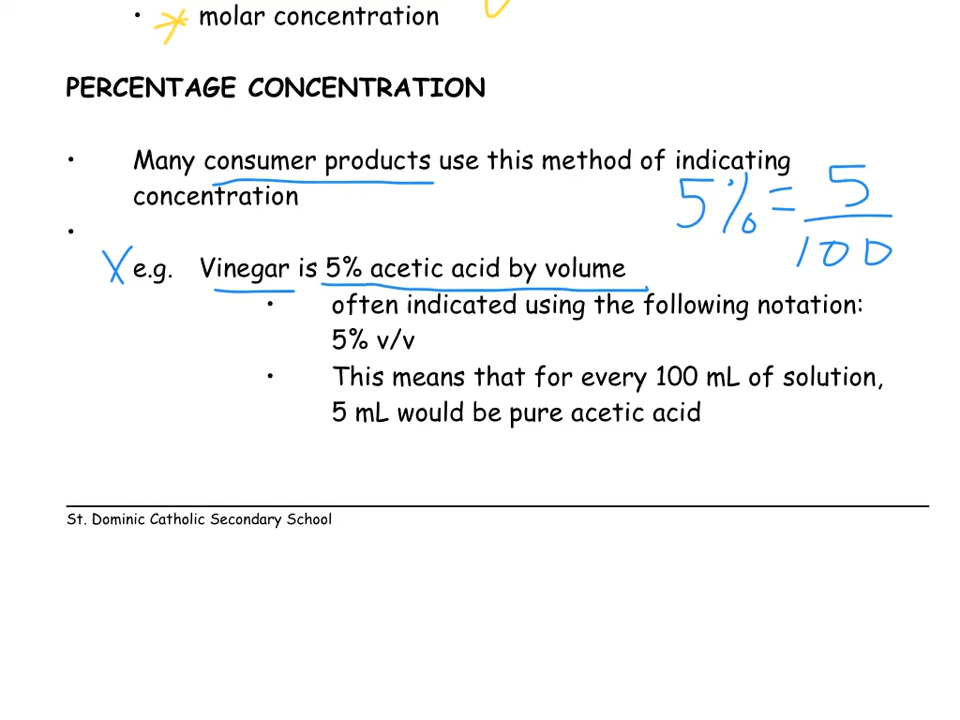 • molar concentration
PERCENTAGE CONCENTRATION
• Many consumer products use this method of indicating
concentration
5% = 5/100
•
e.g. Vinegar is 5% acetic acid by volume
• often indicated using the following notation:
5% v/v
• This means that for every 100 mL of solution,
5 mL would be pure acetic acid
St. Dominic Catholic Secondary School